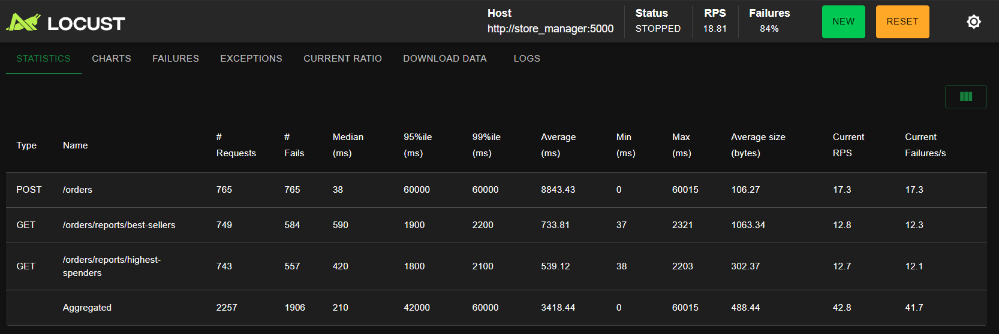 LOCUST
Host
http://store_manager:5000
Status
STOPPED
RPS
18.81
Failures
84%
NEW
RESET
STATISTICS CHARTS FAILURES EXCEPTIONS CURRENT RATIO DOWNLOAD DATA LOGS
Type Name # Requests # Fails Median (ms) 95%ile (ms) 99%ile (ms) Average (ms) Min (ms) Max (ms) Average size (bytes) Current RPS Current Failures/s
POST /orders 765 765 38 60000 60000 8843.43 0 60015 106.27 17.3 17.3
GET /orders/reports/best-sellers 749 584 590 1900 2200 733.81 37 2321 1063.34 12.8 12.3
GET /orders/reports/highest-spenders 743 557 420 1800 2100 539.12 38 2203 302.37 12.7 12.1
Aggregated 2257 1906 210 42000 60000 3418.44 0 60015 488.44 42.8 41.7